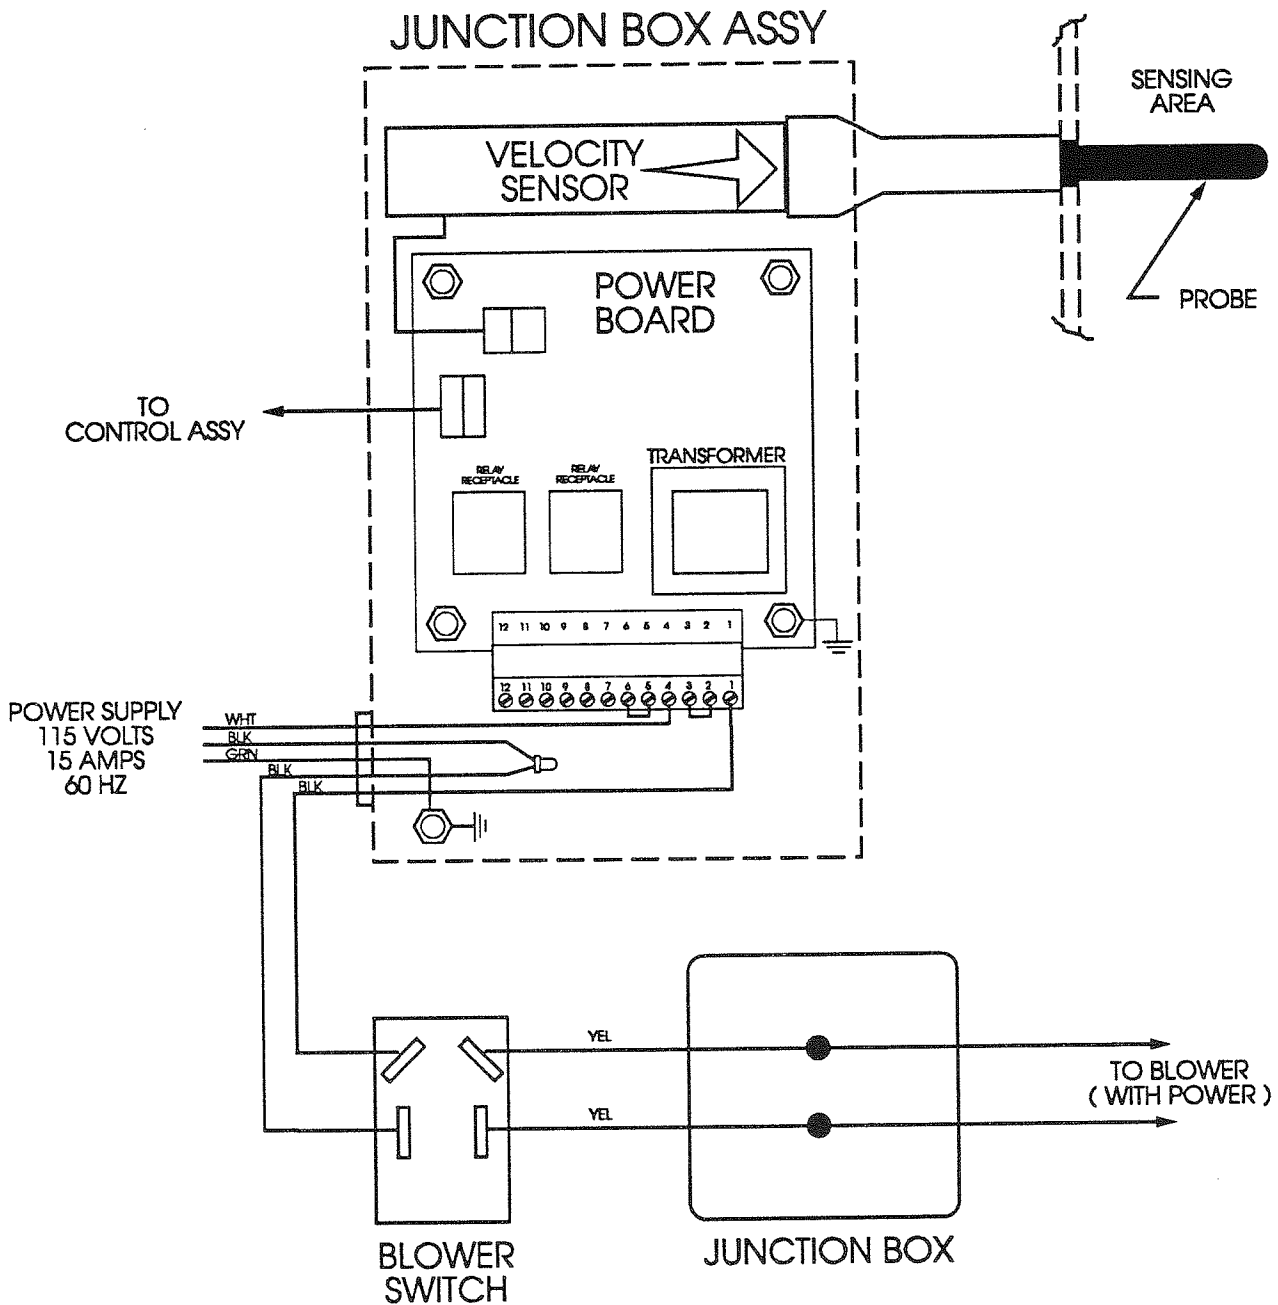 JUNCTION BOX ASSY
SENSING
AREA
VELOCITY
SENSOR
PROBE
POWER
BOARD
TO
CONTROL ASSY
RELAY
RECEPTACLE
RELAY
RECEPTACLE
TRANSFORMER
12 11 10 9 8 7 6 5 4 3 2 1
12 11 10 9 8 7 6 5 4 3 2 1
POWER SUPPLY
115 VOLTS
15 AMPS
60 HZ
WHT
BLK
GRN
BLK
BLK
YEL
YEL
TO BLOWER
( WITH POWER )
BLOWER
SWITCH
JUNCTION BOX